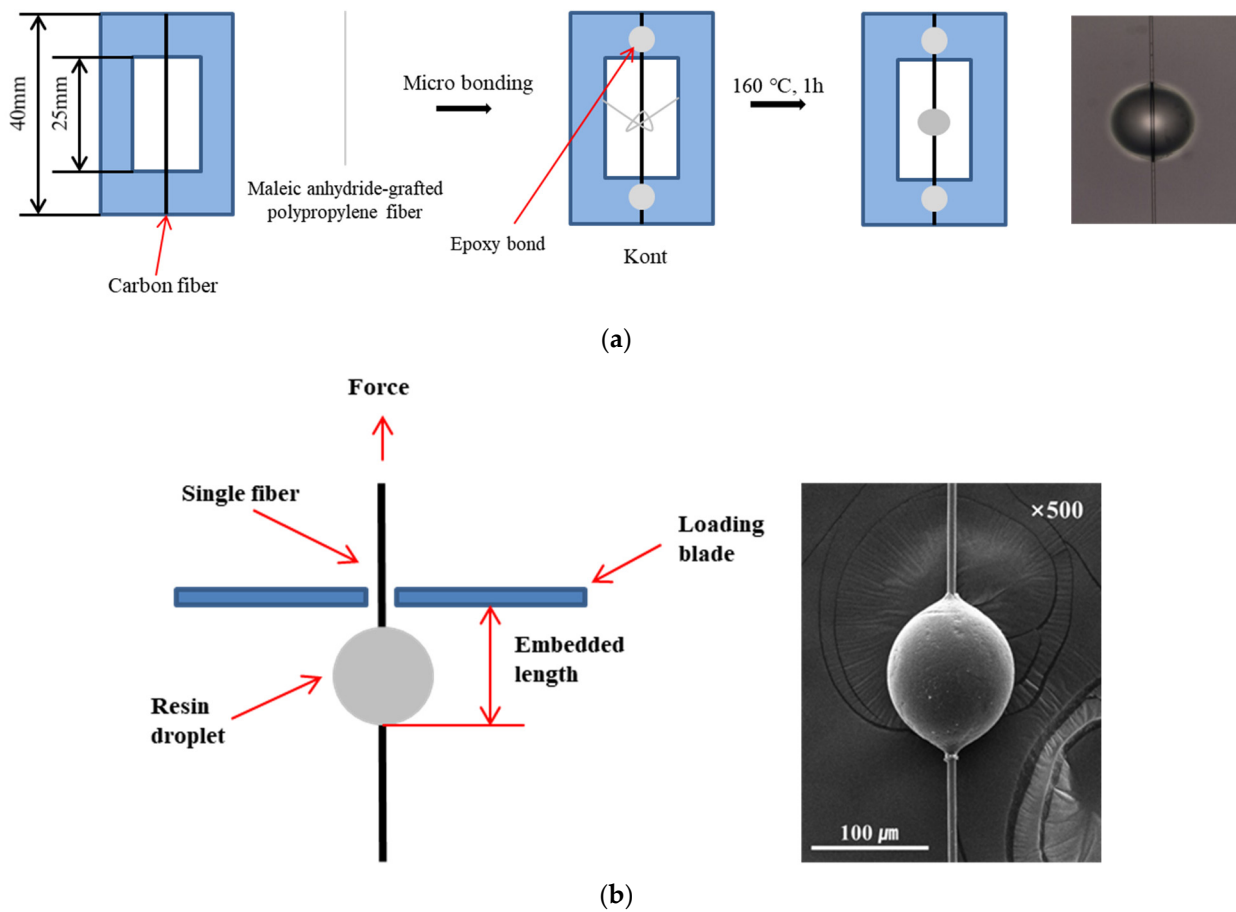 40mm
25mm
Carbon fiber
Maleic anhydride-grafted
polypropylene fiber
Micro bonding
Epoxy bond
Kont
160 °C, 1h
(a)
Force
Single fiber
Loading
blade
Embedded
length
Resin
droplet
×500
100 μm
(b)